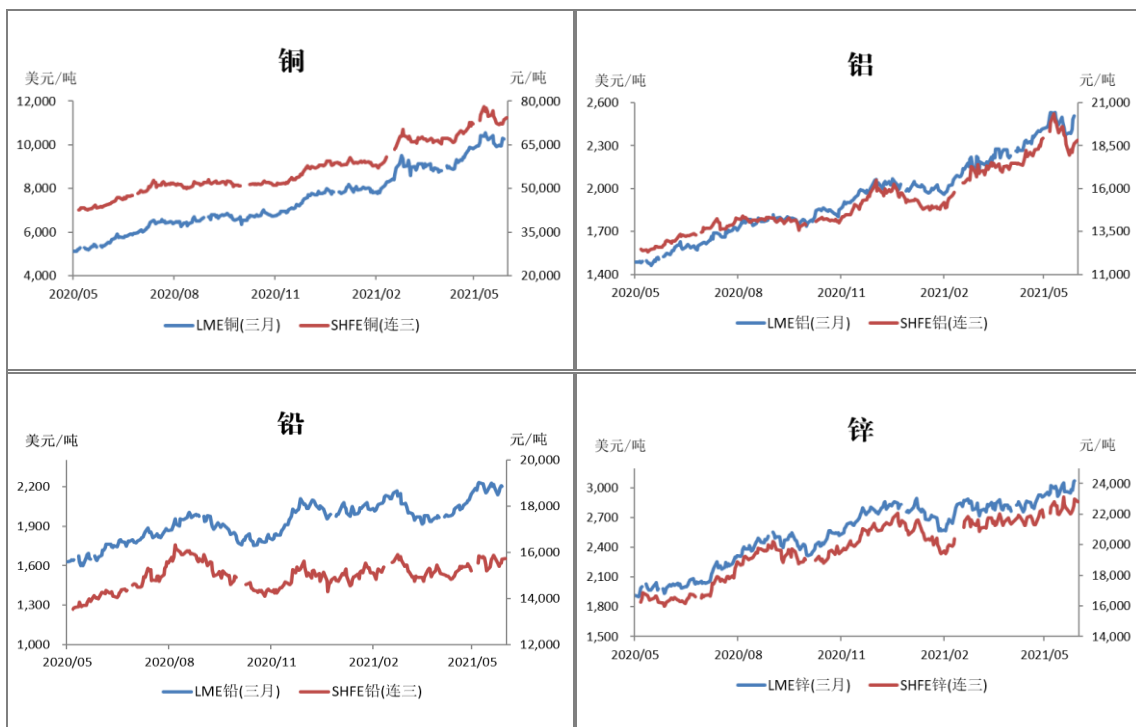 铜
美元/吨 元/吨
12,000 80,000
10,000 65,000
8,000 50,000
6,000 35,000
4,000 20,000
2020/05 2020/08 2020/11 2021/02 2021/05
LME铜(三月) SHFE铜(连三)
铝
美元/吨 元/吨
2,600 21,000
2,300 18,500
2,000 16,000
1,700 13,500
1,400 11,000
2020/05 2020/08 2020/11 2021/02 2021/05
LME铝(三月) SHFE铝(连三)
铅
美元/吨 元/吨
20,000
2,200 18,000
1,900
1,600 16,000
1,300 14,000
1,000 12,000
2020/05 2020/08 2020/11 2021/02 2021/05
LME铅(三月) SHFE铅(连三)
锌
美元/吨 元/吨
3,000 24,000
2,700 22,000
2,400 20,000
2,100 18,000
1,800 16,000
1,500 14,000
2020/05 2020/08 2020/11 2021/02 2021/05
LME锌(三月) SHFE锌(连三)